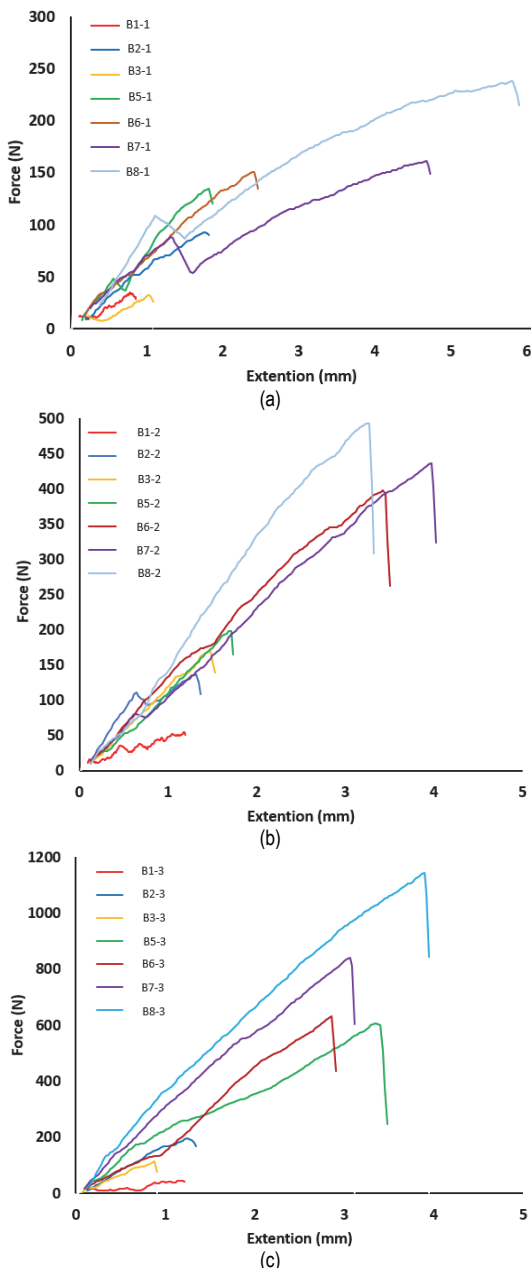 300
250
200
150
100
50
0
Force (N)
B1-1
B2-1
B3-1
B5-1
B6-1
B7-1
B8-1
0 1 2 3 4 5 6
Extention (mm)
(a)
500
450
400
350
300
250
200
150
100
50
0
Force (N)
B1-2
B2-2
B3-2
B5-2
B6-2
B7-2
B8-2
0 1 2 3 4 5
Extention (mm)
(b)
1200
1000
800
600
400
200
0
Force (N)
B1-3
B2-3
B3-3
B5-3
B6-3
B7-3
B8-3
0 1 2 3 4 5
Extention (mm)
(c)